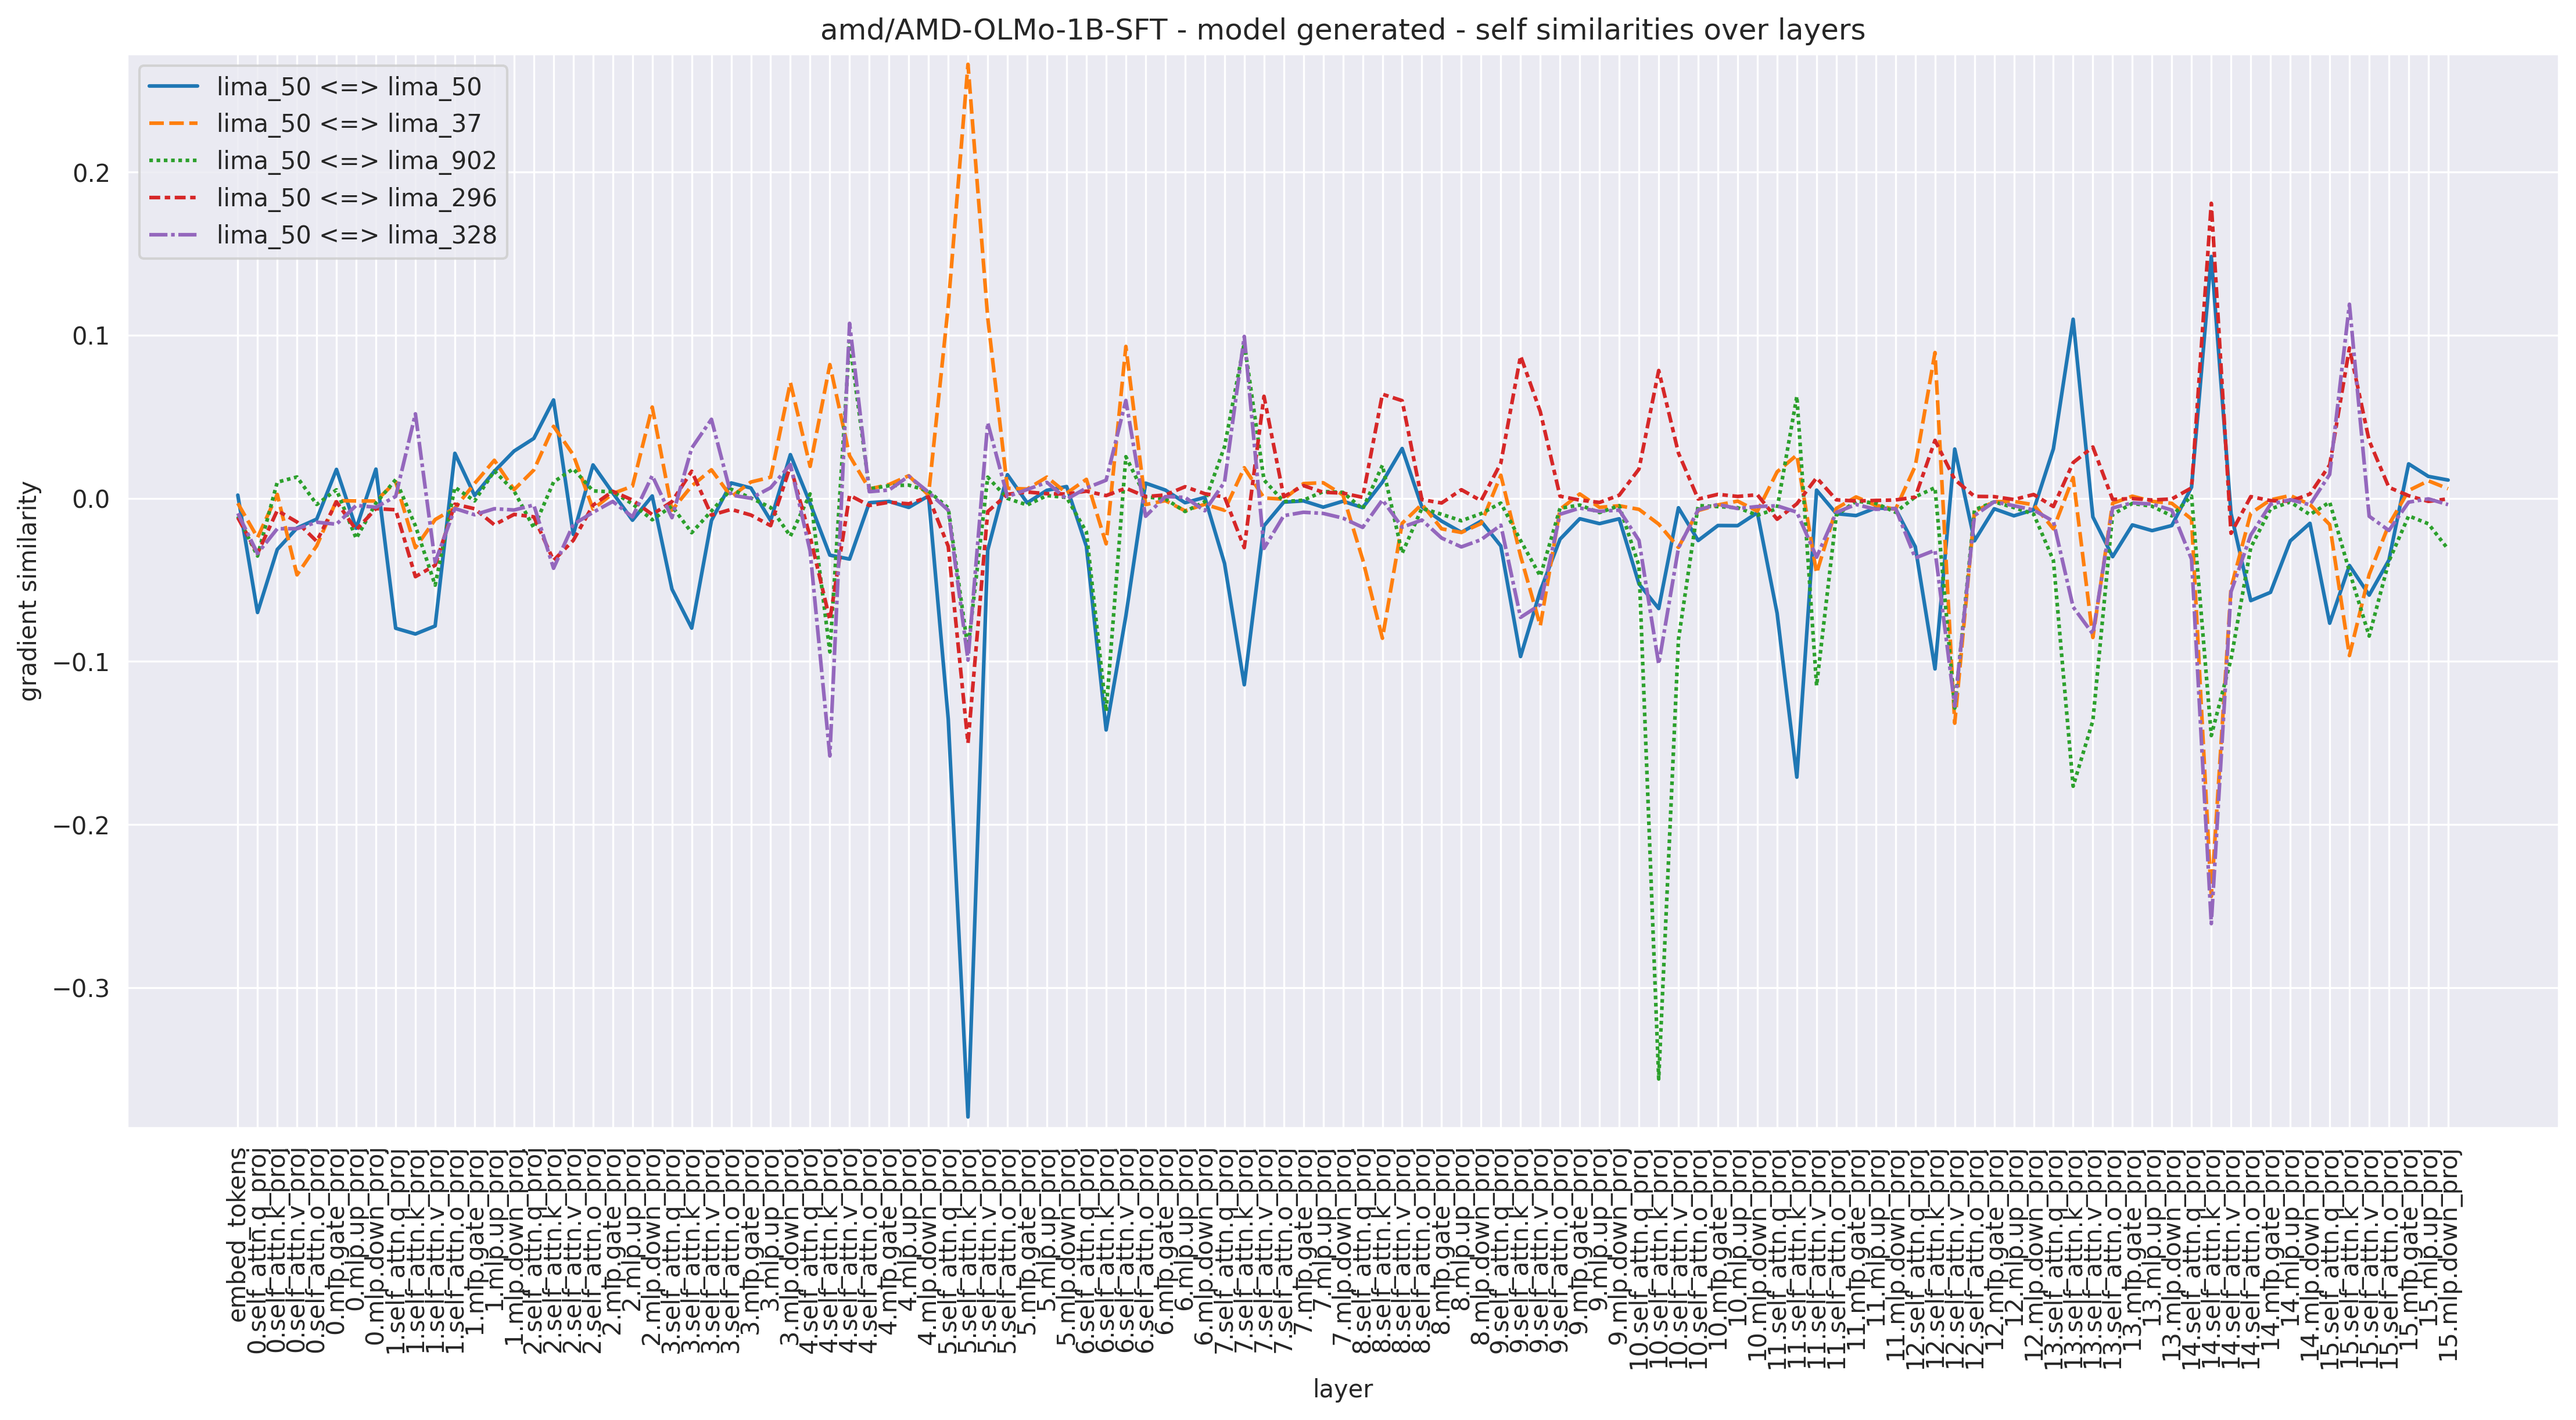 amd/AMD-OLMo-1B-SFT - model generated - self similarities over layers
lima_50 <=> lima_50
lima_50 <=> lima_37
lima_50 <=> lima_902
lima_50 <=> lima_296
lima_50 <=> lima_328
gradient similarity
0.2
0.1
0.0
−0.1
−0.2
−0.3
embed_tokens
0.self_attn.q_proj
0.self_attn.k_proj
0.self_attn.v_proj
0.self_attn.o_proj
0.mlp.gate_proj
0.mlp.up_proj
0.mlp.down_proj
1.self_attn.q_proj
1.self_attn.k_proj
1.self_attn.v_proj
1.self_attn.o_proj
1.mlp.gate_proj
1.mlp.up_proj
1.mlp.down_proj
2.self_attn.q_proj
2.self_attn.k_proj
2.self_attn.v_proj
2.self_attn.o_proj
2.mlp.gate_proj
2.mlp.up_proj
2.mlp.down_proj
3.self_attn.q_proj
3.self_attn.k_proj
3.self_attn.v_proj
3.self_attn.o_proj
3.mlp.gate_proj
3.mlp.up_proj
3.mlp.down_proj
4.self_attn.q_proj
4.self_attn.k_proj
4.self_attn.v_proj
4.self_attn.o_proj
4.mlp.gate_proj
4.mlp.up_proj
4.mlp.down_proj
5.self_attn.q_proj
5.self_attn.k_proj
5.self_attn.v_proj
5.self_attn.o_proj
5.mlp.gate_proj
5.mlp.up_proj
5.mlp.down_proj
6.self_attn.q_proj
6.self_attn.k_proj
6.self_attn.v_proj
6.self_attn.o_proj
6.mlp.gate_proj
6.mlp.up_proj
6.mlp.down_proj
7.self_attn.q_proj
7.self_attn.k_proj
7.self_attn.v_proj
7.self_attn.o_proj
7.mlp.gate_proj
7.mlp.up_proj
7.mlp.down_proj
8.self_attn.q_proj
8.self_attn.k_proj
8.self_attn.v_proj
8.self_attn.o_proj
8.mlp.gate_proj
8.mlp.up_proj
8.mlp.down_proj
9.self_attn.q_proj
9.self_attn.k_proj
9.self_attn.v_proj
9.self_attn.o_proj
9.mlp.gate_proj
9.mlp.up_proj
9.mlp.down_proj
10.self_attn.q_proj
10.self_attn.k_proj
10.self_attn.v_proj
10.self_attn.o_proj
10.mlp.gate_proj
10.mlp.up_proj
10.mlp.down_proj
11.self_attn.q_proj
11.self_attn.k_proj
11.self_attn.v_proj
11.self_attn.o_proj
11.mlp.gate_proj
11.mlp.up_proj
11.mlp.down_proj
12.self_attn.q_proj
12.self_attn.k_proj
12.self_attn.v_proj
12.self_attn.o_proj
12.mlp.gate_proj
12.mlp.up_proj
12.mlp.down_proj
13.self_attn.q_proj
13.self_attn.k_proj
13.self_attn.v_proj
13.self_attn.o_proj
13.mlp.gate_proj
13.mlp.up_proj
13.mlp.down_proj
14.self_attn.q_proj
14.self_attn.k_proj
14.self_attn.v_proj
14.self_attn.o_proj
14.mlp.gate_proj
14.mlp.up_proj
14.mlp.down_proj
15.self_attn.q_proj
15.self_attn.k_proj
15.self_attn.v_proj
15.self_attn.o_proj
15.mlp.gate_proj
15.mlp.up_proj
15.mlp.down_proj
layer